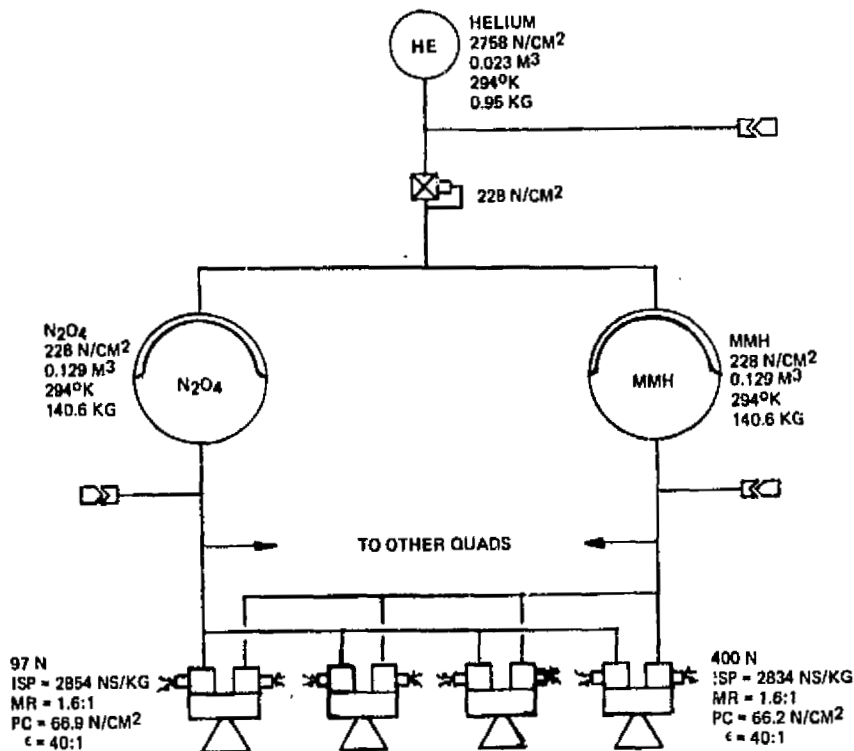 HELIUM
2758 N/CM²
0.023 M³
294⁰K
0.95 KG
HE
228 N/CM²
N₂O₄
228 N/CM²
0.129 M³
294⁰K
140.6 KG
N₂O₄
MMH
MMH
228 N/CM²
0.129 M³
294⁰K
140.6 KG
TO OTHER QUADS
97 N
ISP = 2854 NS/KG
MR = 1.6:1
PC = 66.9 N/CM²
ϵ = 40:1
400 N
ISP = 2834 NS/KG
MR = 1.6:1
PC = 66.2 N/CM²
ϵ = 40:1